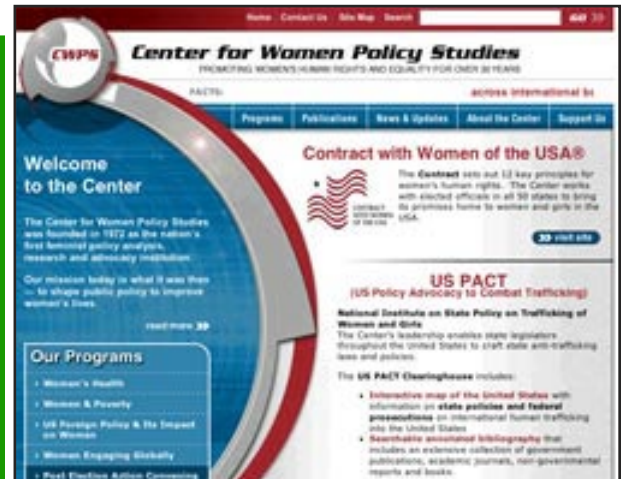 Home Contact Us Site Map Search GO
CWPS
Center for Women Policy Studies
PROMOTING WOMEN'S HUMAN RIGHTS AND EQUALITY FOR OVER 30 YEARS
FACTS: across international bo
Programs Publications News & Updates About the Center Support Us
Welcome
to the Center
The Center for Women Policy Studies
was founded in 1972 as the nation's
first feminist policy analysis,
research and advocacy institution.
Our mission today is what it was then
— to shape public policy to improve
women's lives.
read more
Our Programs
Women's Health
Women & Poverty
US Foreign Policy & Its Impact
on Women
Women Engaging Globally
Post Election Action Convening
Contract with Women of the USA®
CONTRACT
WITH WOMEN
OF THE USA
The Contract sets out 12 key principles for
women's human rights. The Center works
with elected officials in all 50 states to bring
its promises home to women and girls in the
USA.
visit site
US PACT
(US Policy Advocacy to Combat Trafficking)
National Institute on State Policy on Trafficking of
Women and Girls
The Center's leadership enables state legislators
throughout the United States to craft state anti-trafficking
laws and policies.
The US PACT Clearinghouse includes:
Interactive map of the United States with
information on state policies and federal
prosecutions on international human trafficking
into the United States
Searchable annotated bibliography that
includes an extensive collection of government
publications, academic journals, non-governmental
reports and books.